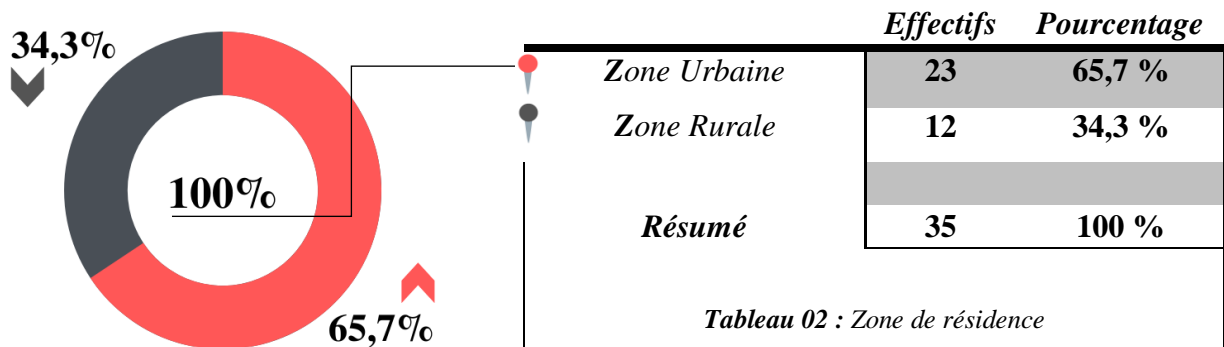 34,3%
100%
65,7%
Effectifs Pourcentage
Zone Urbaine 23 65,7 %
Zone Rurale 12 34,3 %
Résumé 35 100 %
Tableau 02 : Zone de résidence